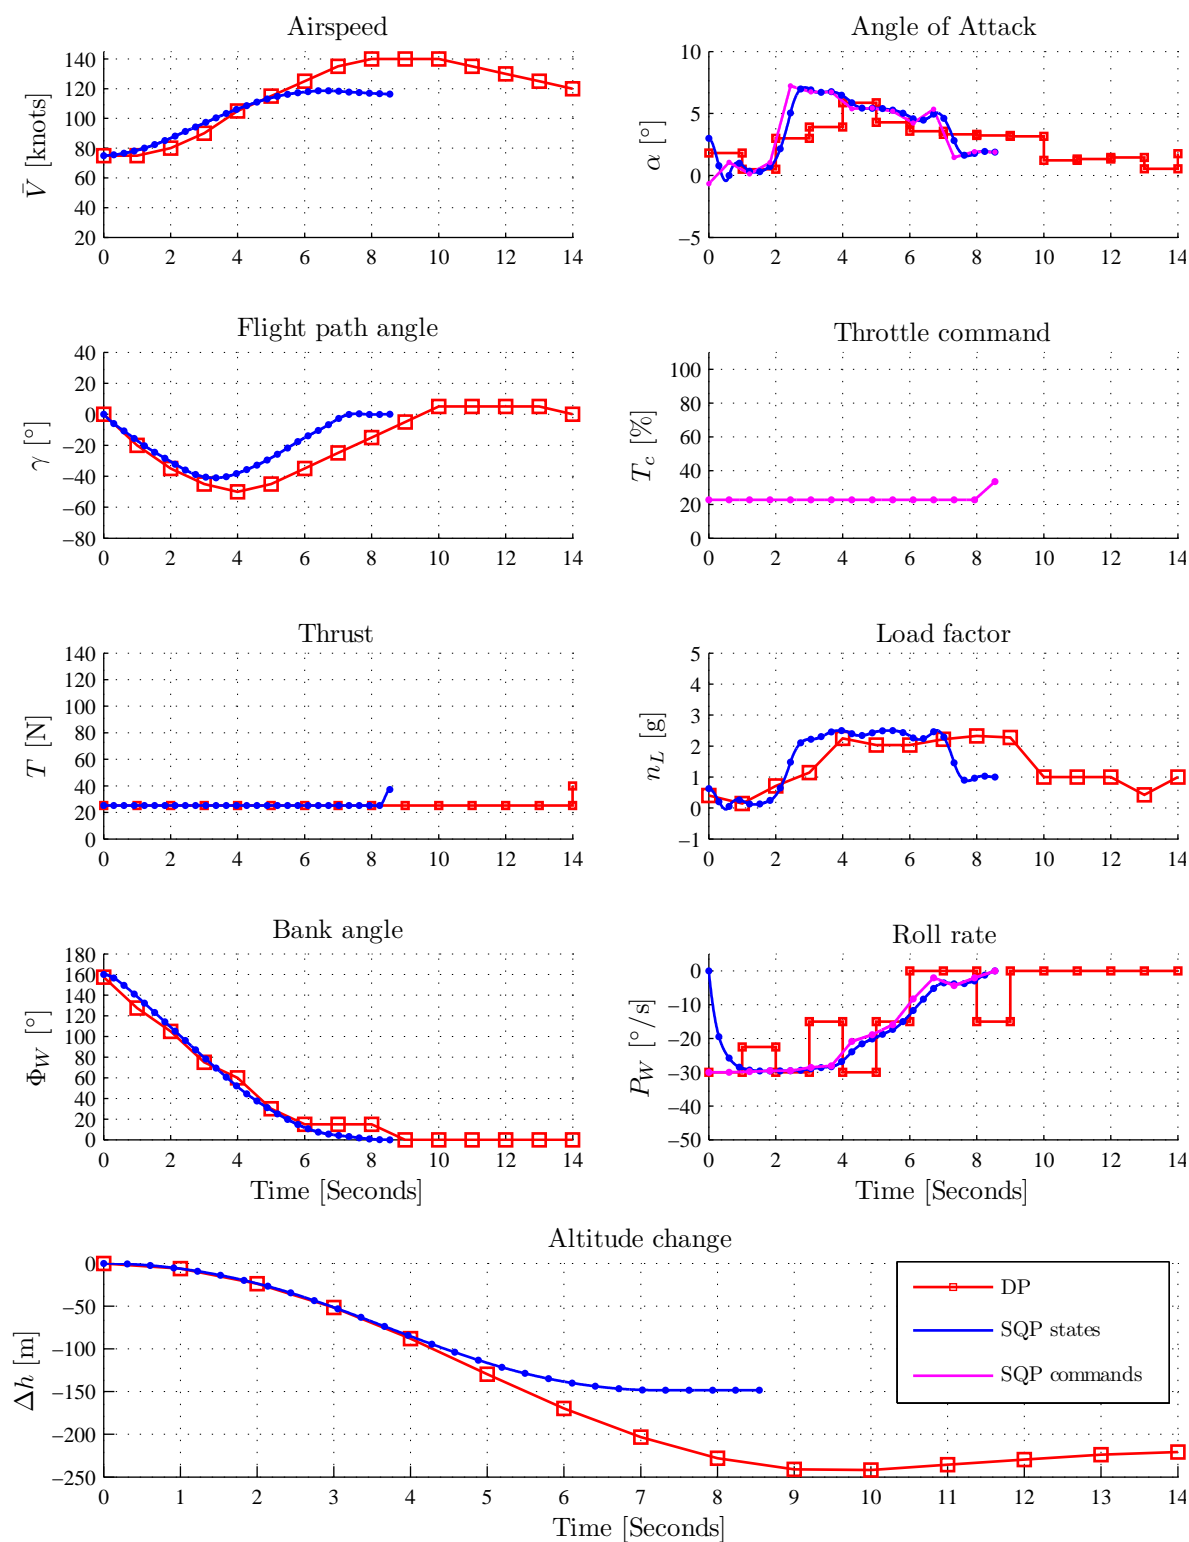 Airspeed
140
120
100
80
60
40
20
V̄ [knots]
0 2 4 6 8 10 12 14
Angle of Attack
10
5
0
−5
α [°]
0 2 4 6 8 10 12 14
Flight path angle
40
20
0
−20
−40
−60
−80
γ [°]
0 2 4 6 8 10 12 14
Throttle command
100
80
60
40
20
0
T_c [%]
0 2 4 6 8 10 12 14
Thrust
140
120
100
80
60
40
20
0
T [N]
0 2 4 6 8 10 12 14
Load factor
5
4
3
2
1
0
−1
n_L [g]
0 2 4 6 8 10 12 14
Bank angle
180
160
140
120
100
80
60
40
20
0
Φ_W [°]
0 2 4 6 8 10 12 14
Time [Seconds]
Roll rate
0
−10
−20
−30
−40
−50
P_W [°/s]
0 2 4 6 8 10 12 14
Time [Seconds]
Altitude change
0
−50
−100
−150
−200
−250
Δh [m]
0 1 2 3 4 5 6 7 8 9 10 11 12 13 14
Time [Seconds]
DP
SQP states
SQP commands